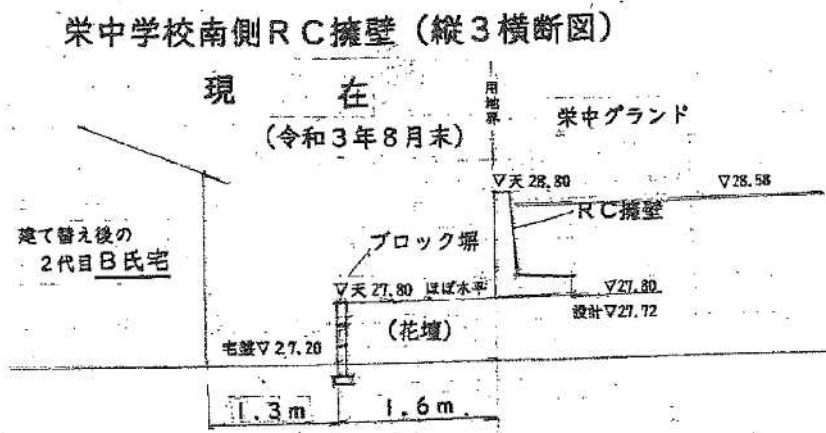 栄中学校南側RC擁壁(縦3横断図)
現在
(令和3年8月末)
用地界
栄中グランド
▽天28.80
▽28.58
RC擁壁
建て替え後の
2代目B氏宅
ブロック塀
▽天27.80 ほぼ水平
▽27.80
設計▽27.72
(花壇)
宅盤▽27.20
1.3m
1.6m